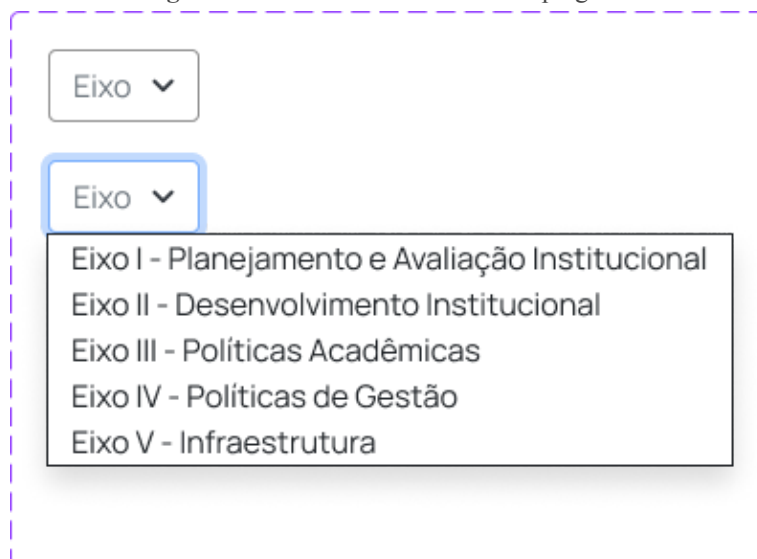 Eixo
Eixo
Eixo I - Planejamento e Avaliação Institucional
Eixo II - Desenvolvimento Institucional
Eixo III - Políticas Acadêmicas
Eixo IV - Políticas de Gestão
Eixo V - Infraestrutura